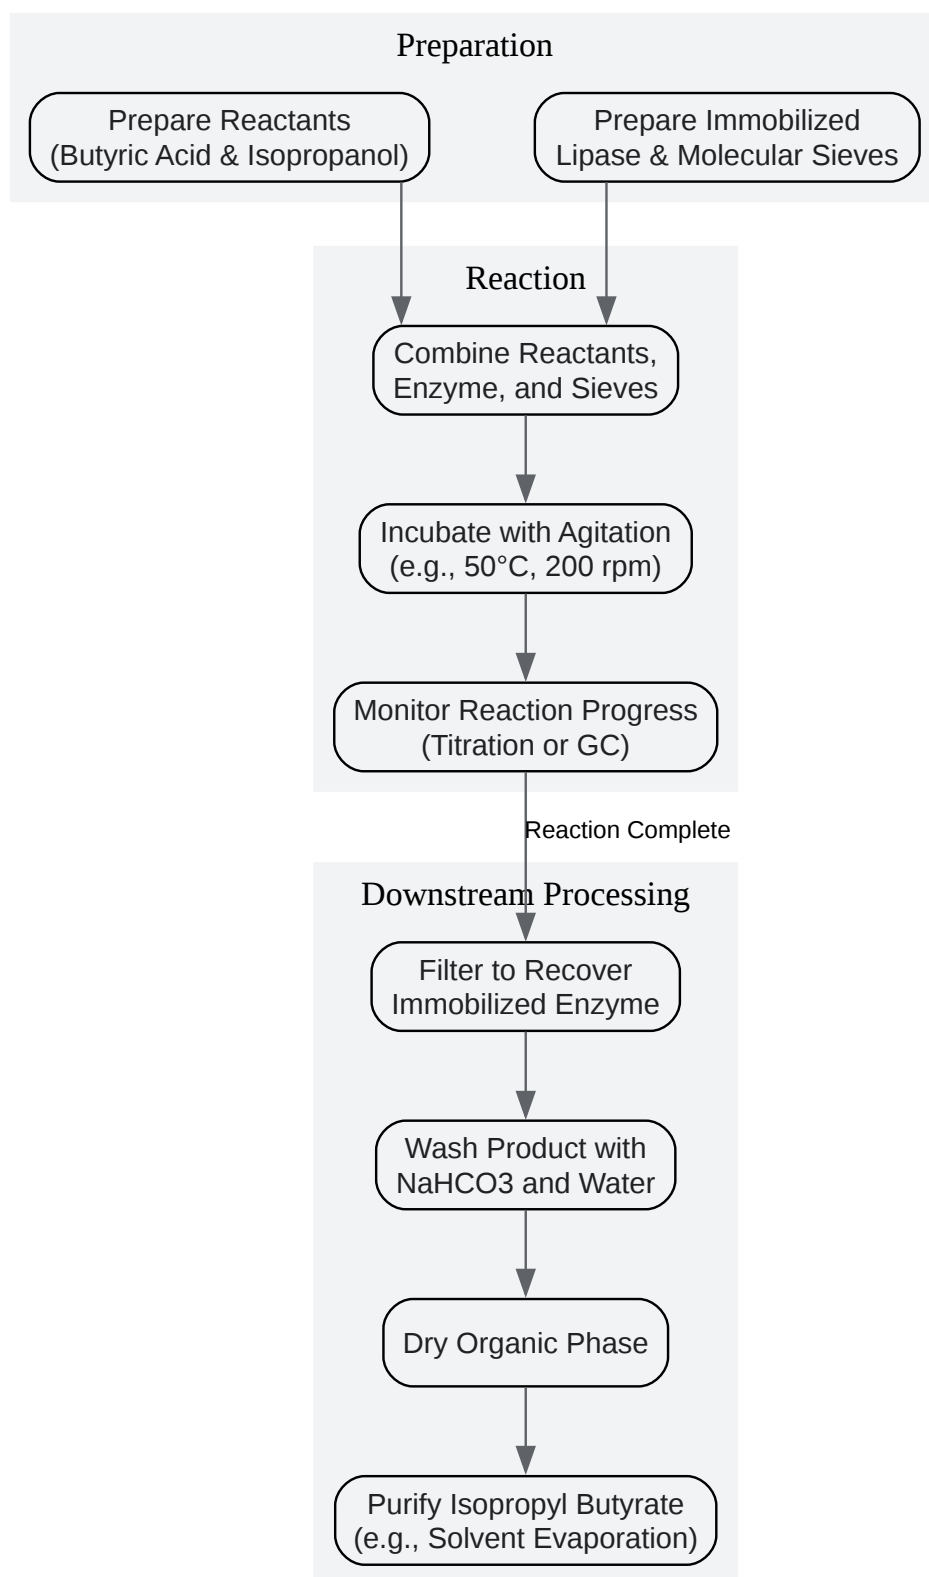 Preparation
Prepare Reactants
(Butyric Acid & Isopropanol)
Prepare Immobilized
Lipase & Molecular Sieves
Reaction
Combine Reactants,
Enzyme, and Sieves
Incubate with Agitation
(e.g., 50°C, 200 rpm)
Monitor Reaction Progress
(Titration or GC)
Reaction Complete
Downstream Processing
Filter to Recover
Immobilized Enzyme
Wash Product with
NaHCO3 and Water
Dry Organic Phase
Purify Isopropyl Butyrate
(e.g., Solvent Evaporation)